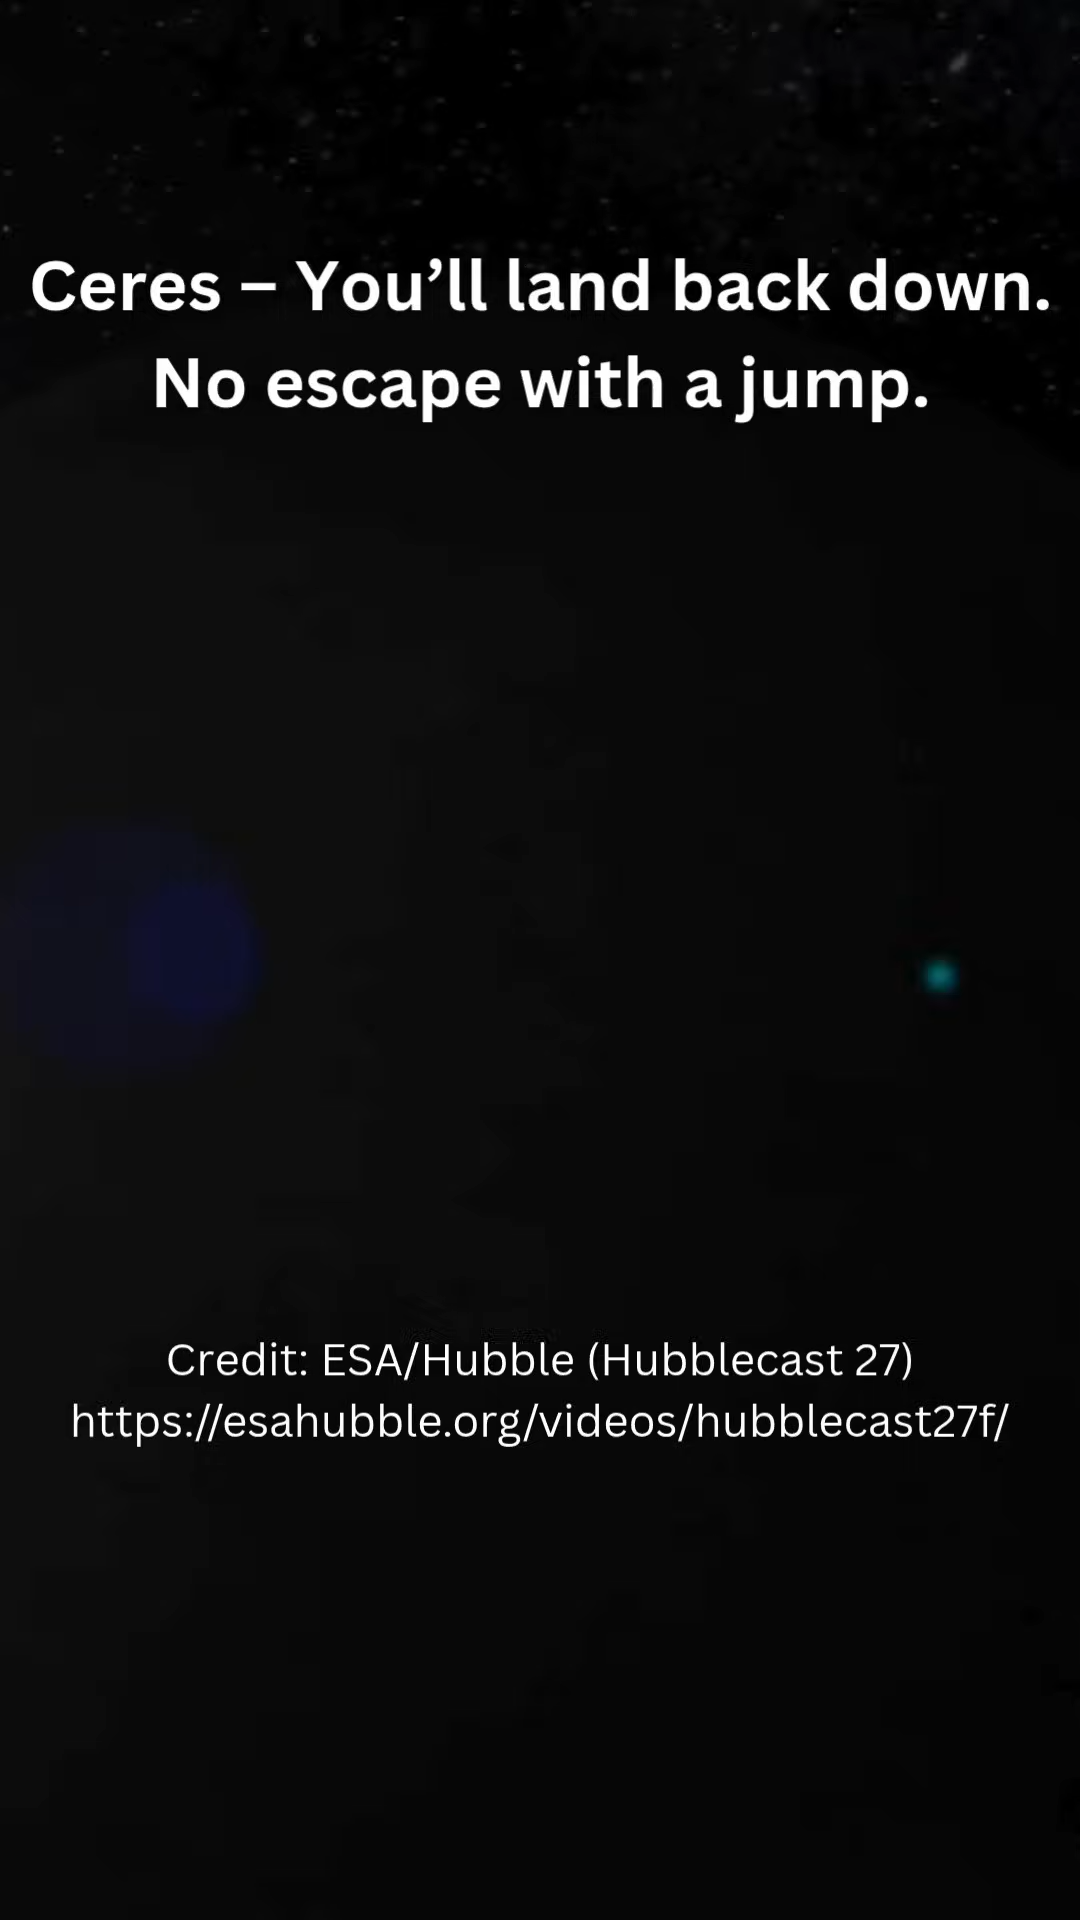 Ceres – You’ll land back down.
No escape with a jump.
Credit: ESA/Hubble (Hubblecast 27)
https://esahubble.org/videos/hubblecast27f/